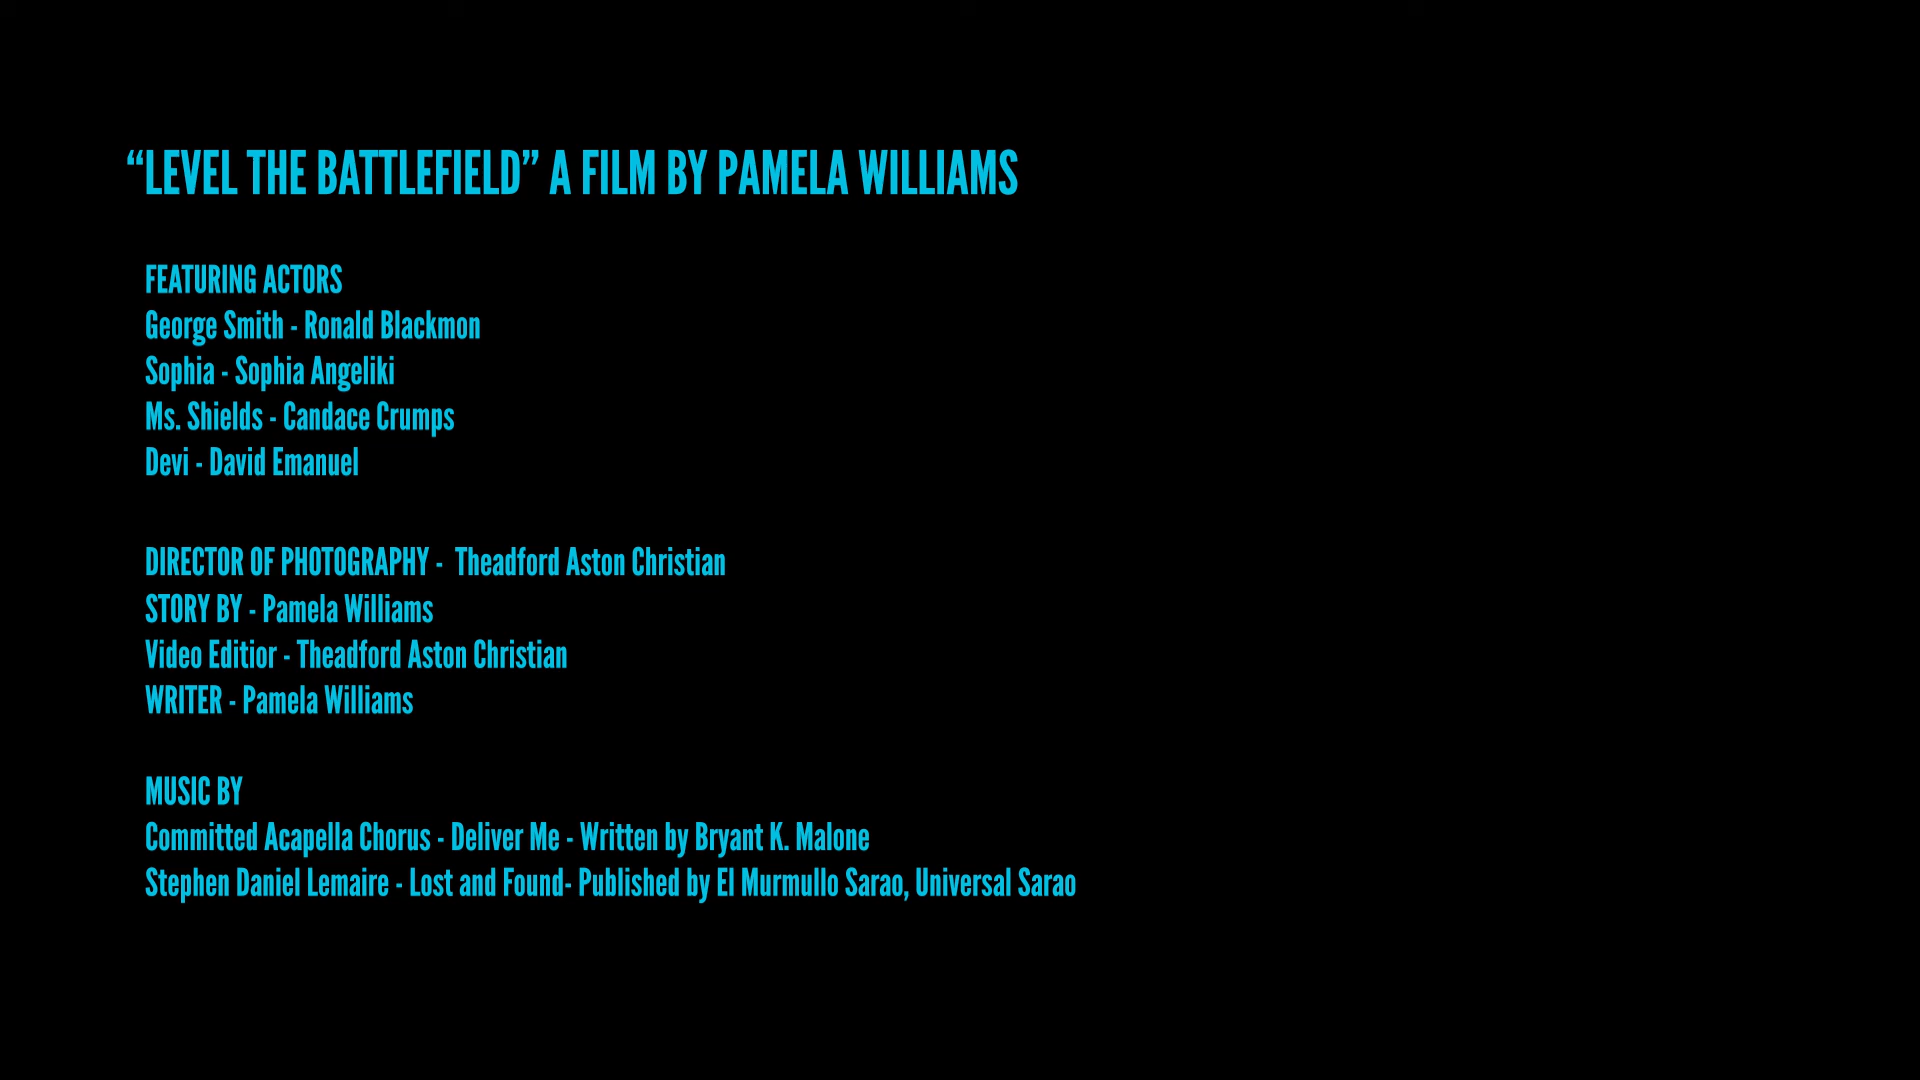 “LEVEL THE BATTLEFIELD” A FILM BY PAMELA WILLIAMS
FEATURING ACTORS
George Smith - Ronald Blackmon
Sophia - Sophia Angeliki
Ms. Shields - Candace Crumps
Devi - David Emanuel
DIRECTOR OF PHOTOGRAPHY - Theadford Aston Christian
STORY BY - Pamela Williams
Video Editior - Theadford Aston Christian
WRITER - Pamela Williams
MUSIC BY
Committed Acapella Chorus - Deliver Me - Written by Bryant K. Malone
Stephen Daniel Lemaire - Lost and Found- Published by El Murmullo Sarao, Universal Sarao